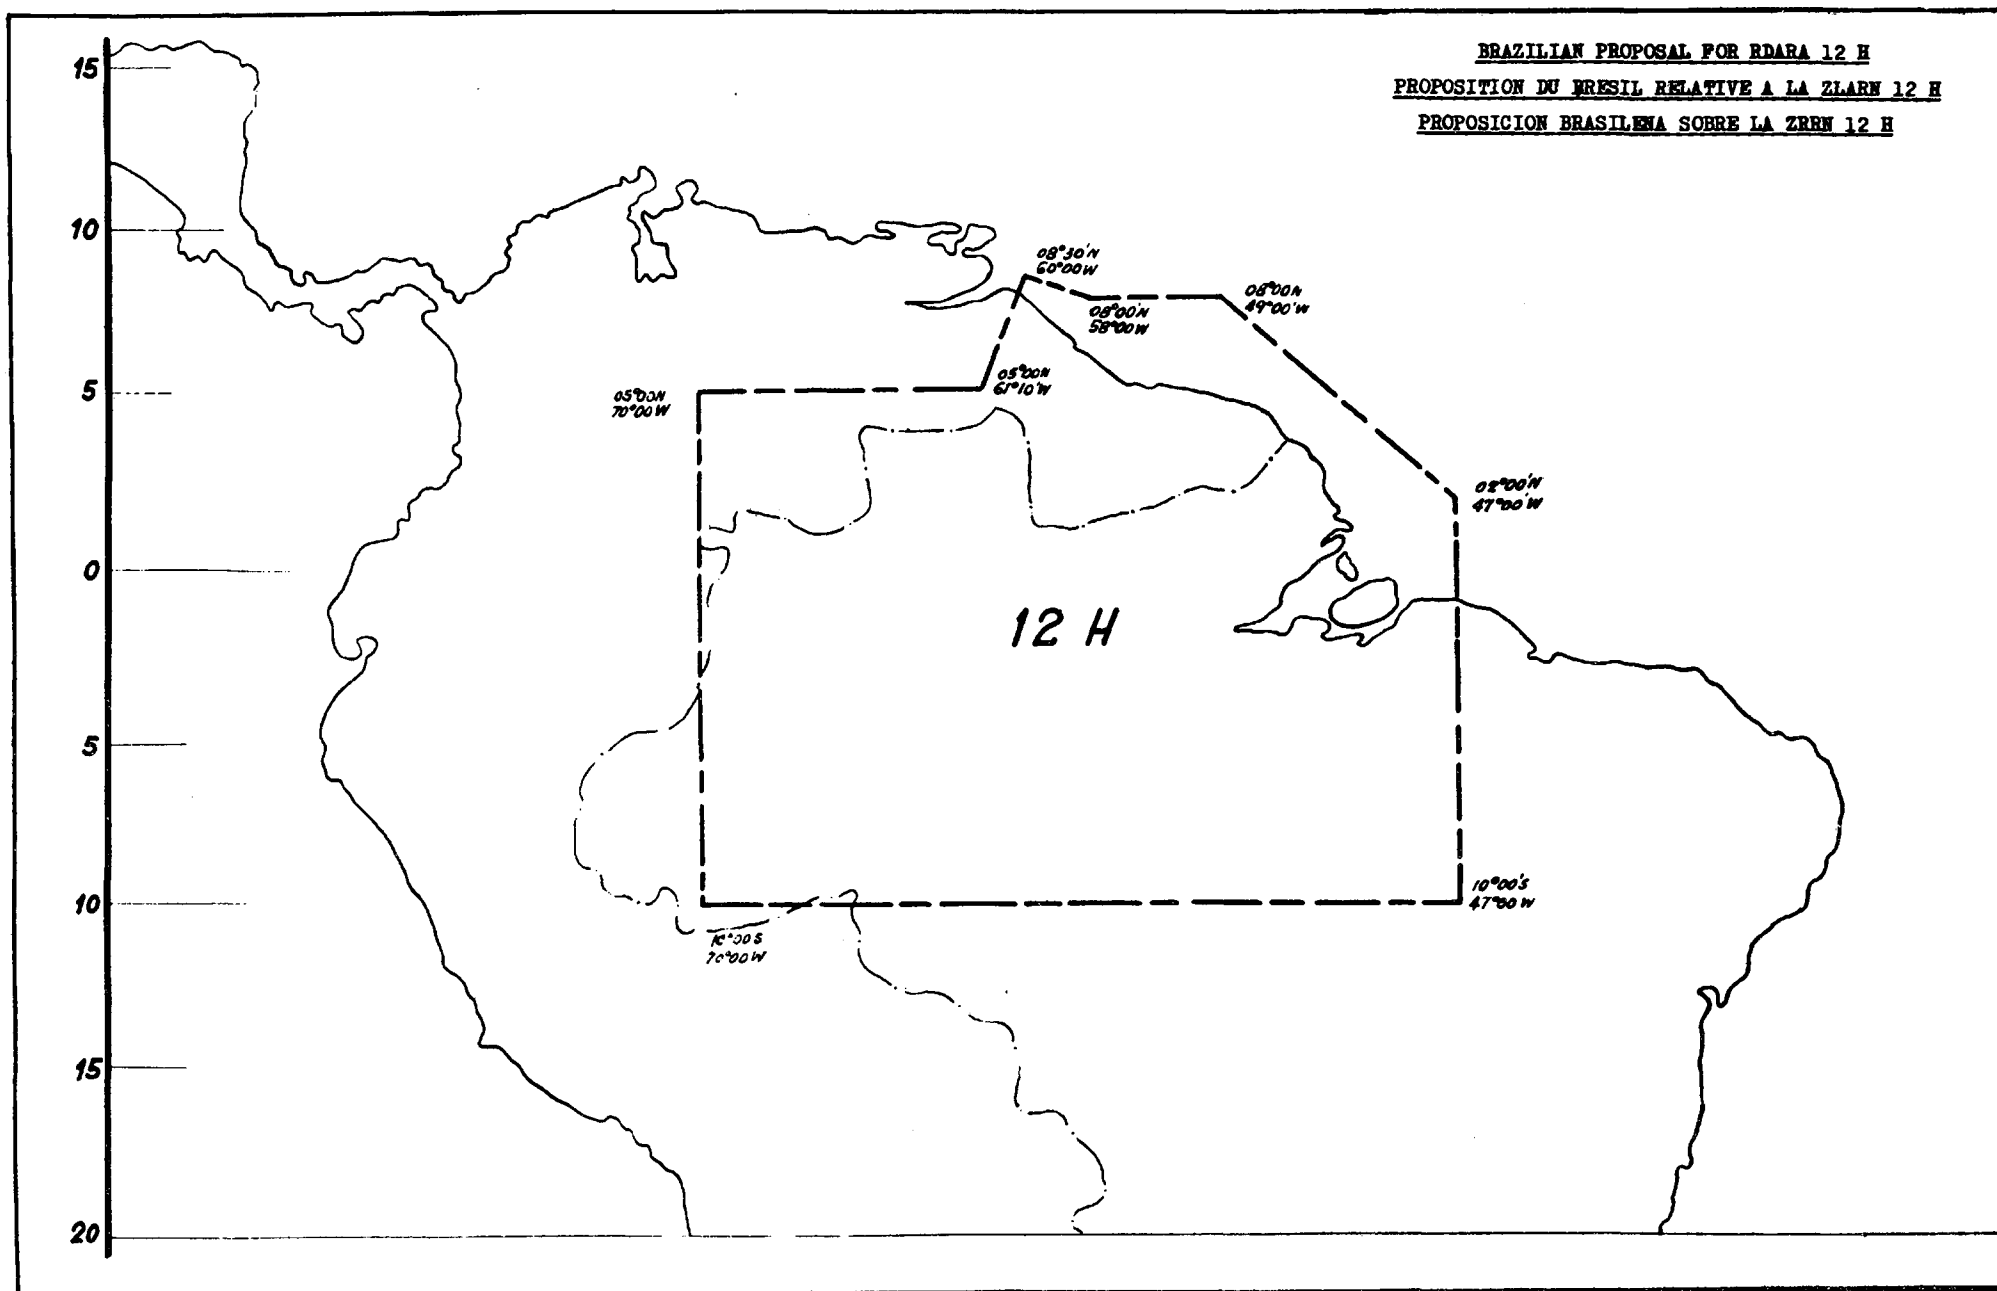 BRAZILIAN PROPOSAL FOR RDARA 12 H
PROPOSITION DU BRESIL RELATIVE A LA ZLARN 12 H
PROPOSICION BRASILENA SOBRE LA ZRRN 12 H
15
10
5
0
5
10
15
20
08°30'N
60°00W
08°00'N
58°00W
08°00N
49°00'W
05°00N
70°00W
05°00N
61°10'W
02°00'N
47°00'W
12 H
10°00'S
47°00W
10°00S
70°00W